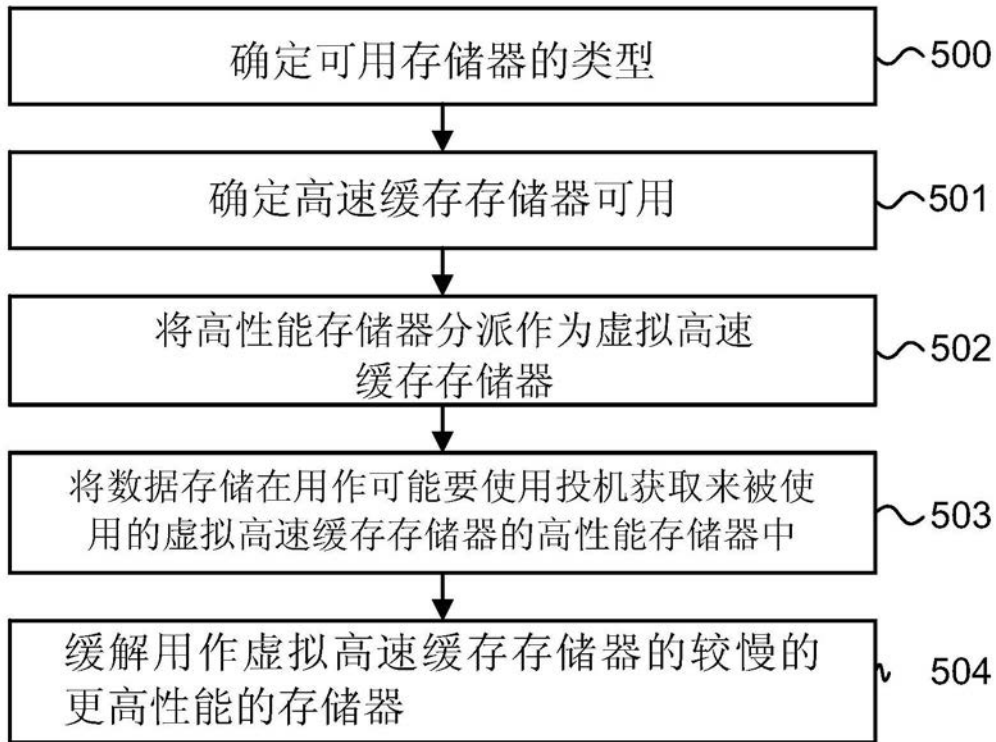 确定可用存储器的类型
500
确定高速缓存存储器可用
501
将高性能存储器分派作为虚拟高速
缓存存储器
502
将数据存储在用作可能要使用投机获取来被使
用的虚拟高速缓存存储器的高性能存储器中
503
缓解用作虚拟高速缓存存储器的较慢的
更高性能的存储器
504